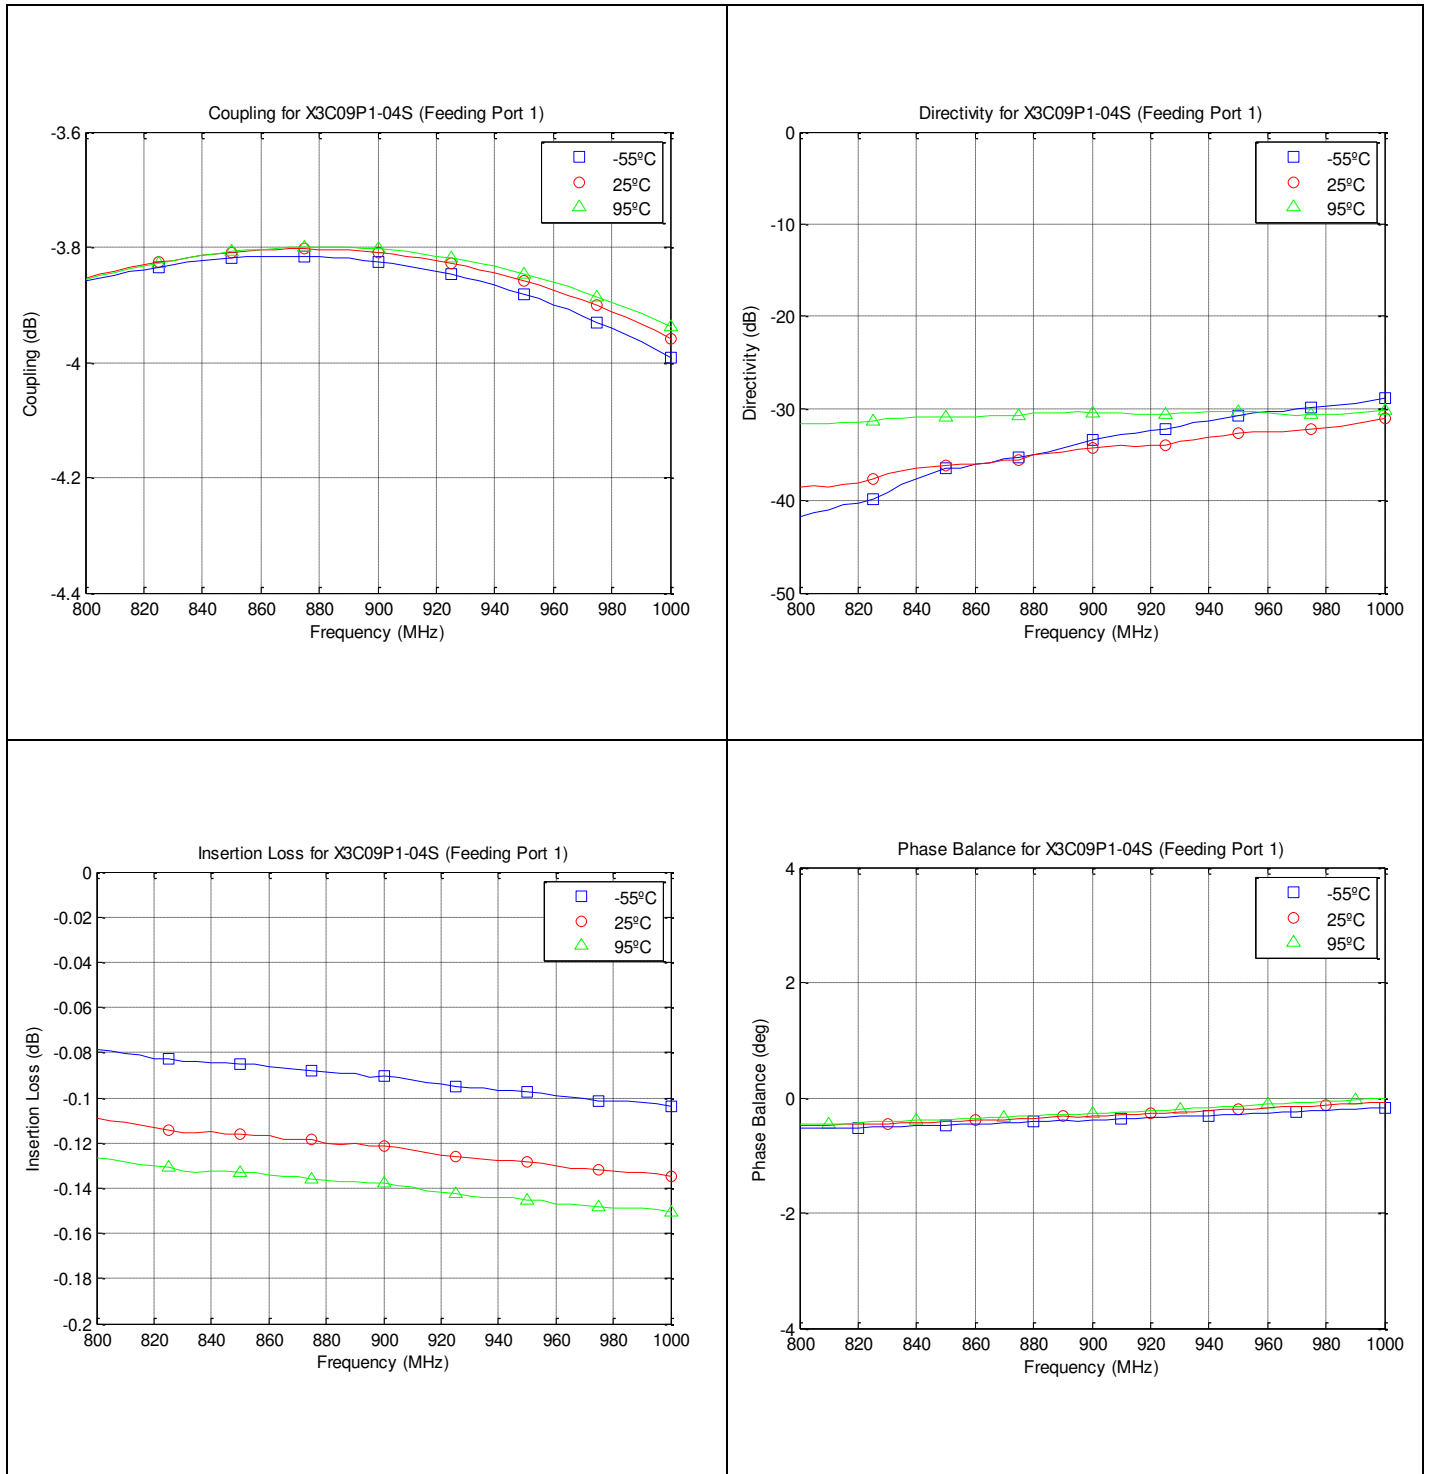 Coupling for X3C09P1-04S (Feeding Port 1)
-3.6
-3.8
-4
-4.2
-4.4
Coupling (dB)
-55ºC
25ºC
95ºC
800 820 840 860 880 900 920 940 960 980 1000
Frequency (MHz)
Directivity for X3C09P1-04S (Feeding Port 1)
0
-10
-20
-30
-40
-50
Directivity (dB)
-55ºC
25ºC
95ºC
800 820 840 860 880 900 920 940 960 980 1000
Frequency (MHz)
Insertion Loss for X3C09P1-04S (Feeding Port 1)
0
-0.02
-0.04
-0.06
-0.08
-0.1
-0.12
-0.14
-0.16
-0.18
-0.2
Insertion Loss (dB)
-55ºC
25ºC
95ºC
800 820 840 860 880 900 920 940 960 980 1000
Frequency (MHz)
Phase Balance for X3C09P1-04S (Feeding Port 1)
4
2
0
-2
-4
Phase Balance (deg)
-55ºC
25ºC
95ºC
800 820 840 860 880 900 920 940 960 980 1000
Frequency (MHz)